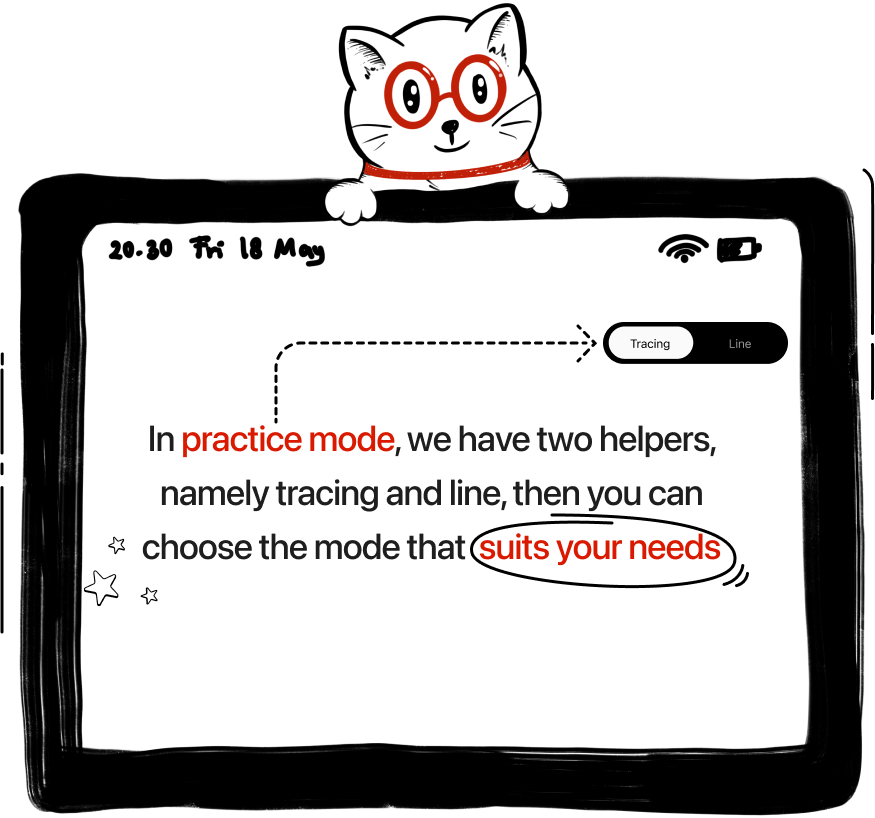 20.30 Fri 18 May
Tracing Line
In practice mode, we have two helpers,
namely tracing and line, then you can
choose the mode that suits your needs